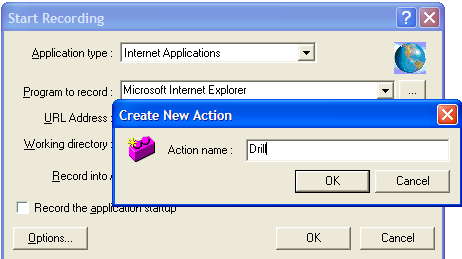 Start Recording
Application type : Internet Applications
Program to record : Microsoft Internet Explorer ...
URL Address :
Create New Action
Working directory :
Action name : Drill
Record into A
OK Cancel
Record the application startup
Options... OK Cancel